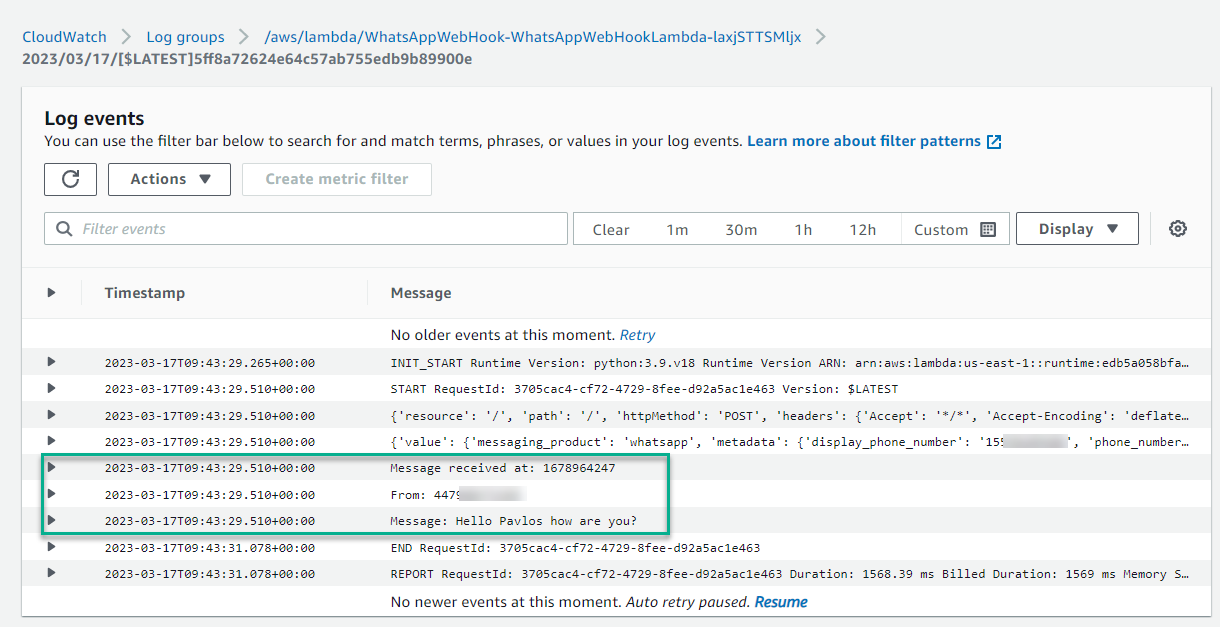 CloudWatch > Log groups > /aws/lambda/WhatsAppWebHook-WhatsAppWebHookLambda-laxjSTTSMljx >
2023/03/17/[$LATEST]5ff8a72624e64c57ab755edb9b89900e
Log events
You can use the filter bar below to search for and match terms, phrases, or values in your log events. Learn more about filter patterns
Actions Create metric filter
Filter events Clear 1m 30m 1h 12h Custom Display
Timestamp Message
No older events at this moment. Retry
2023-03-17T09:43:29.265+00:00 INIT_START Runtime Version: python:3.9.v18 Runtime Version ARN: arn:aws:lambda:us-east-1::runtime:edb5a058bfa…
2023-03-17T09:43:29.510+00:00 START RequestId: 3705cac4-cf72-4729-8fee-d92a5ac1e463 Version: $LATEST
2023-03-17T09:43:29.510+00:00 {'resource': '/', 'path': '/', 'httpMethod': 'POST', 'headers': {'Accept': '*/*', 'Accept-Encoding': 'deflate…
2023-03-17T09:43:29.510+00:00 {'value': {'messaging_product': 'whatsapp', 'metadata': {'display_phone_number': '155 ', 'phone_number…
2023-03-17T09:43:29.510+00:00 Message received at: 1678964247
2023-03-17T09:43:29.510+00:00 From: 4479
2023-03-17T09:43:29.510+00:00 Message: Hello Pavlos how are you?
2023-03-17T09:43:31.078+00:00 END RequestId: 3705cac4-cf72-4729-8fee-d92a5ac1e463
2023-03-17T09:43:31.078+00:00 REPORT RequestId: 3705cac4-cf72-4729-8fee-d92a5ac1e463 Duration: 1568.39 ms Billed Duration: 1569 ms Memory S…
No newer events at this moment. Auto retry paused. Resume